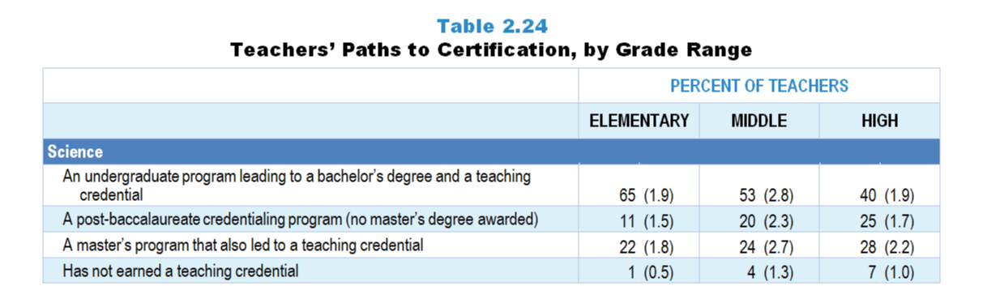 Table 2.24
Teachers’ Paths to Certification, by Grade Range
PERCENT OF TEACHERS
ELEMENTARY MIDDLE HIGH
Science
An undergraduate program leading to a bachelor’s degree and a teaching
credential 65 (1.9) 53 (2.8) 40 (1.9)
A post-baccalaureate credentialing program (no master’s degree awarded) 11 (1.5) 20 (2.3) 25 (1.7)
A master’s program that also led to a teaching credential 22 (1.8) 24 (2.7) 28 (2.2)
Has not earned a teaching credential 1 (0.5) 4 (1.3) 7 (1.0)